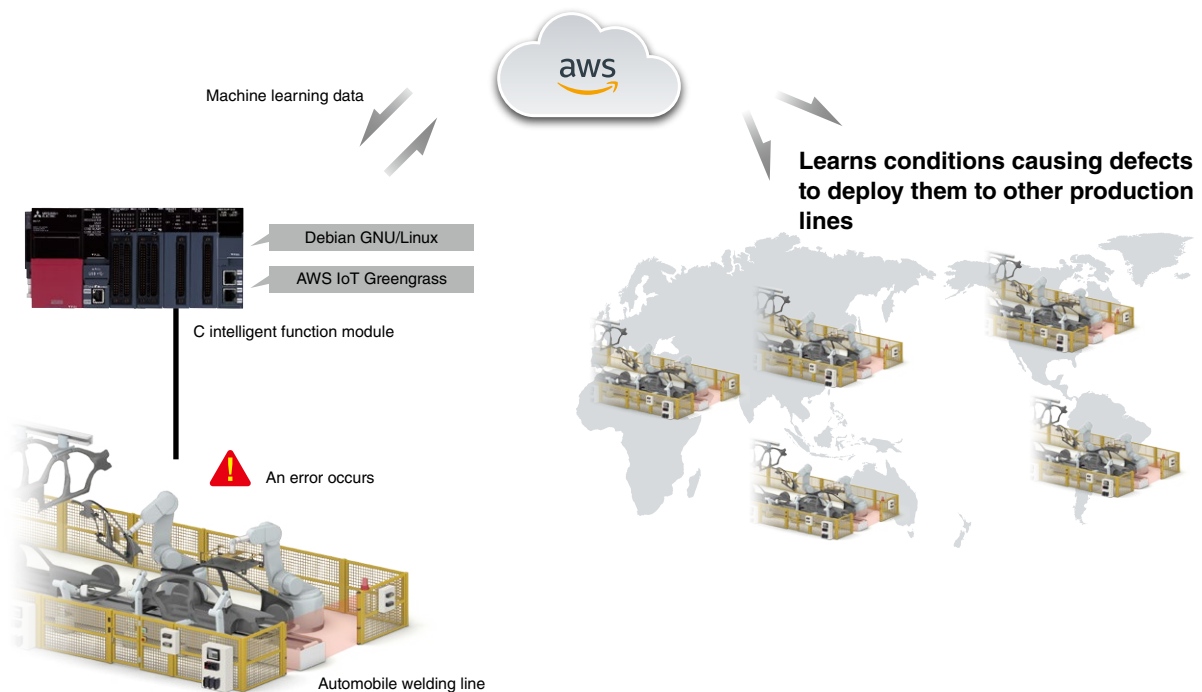 aws
Machine learning data
Learns conditions causing defects
to deploy them to other production
lines
Debian GNU/Linux
AWS IoT Greengrass
C intelligent function module
An error occurs
Automobile welding line